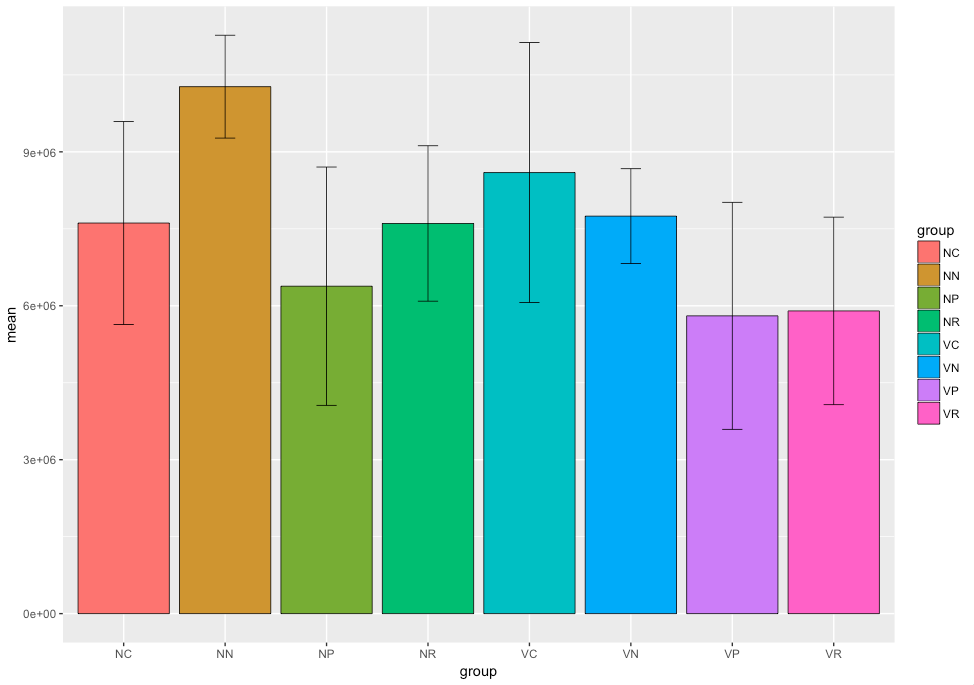 mean
9e+06
6e+06
3e+06
0e+00
NC NN NP NR VC VN VP VR
group
group
NC
NN
NP
NR
VC
VN
VP
VR